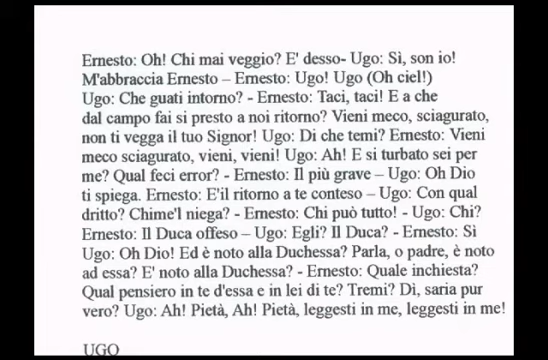 Ernesto: Oh! Chi mai veggio? E' desso- Ugo: Sì, son io!
M'abbraccia Ernesto – Ernesto: Ugo! Ugo (Oh ciel!)
Ugo: Che guati intorno? - Ernesto: Taci, taci! E a che
dal campo fai si presto a noi ritorno? Vieni meco, sciagurato,
non ti vegga il tuo Signor! Ugo: Di che temi? Ernesto: Vieni
meco sciagurato, vieni, vieni! Ugo: Ah! E si turbato sei per
me? Qual feci error? - Ernesto: Il più grave – Ugo: Oh Dio
ti spiega. Ernesto: E'il ritorno a te conteso – Ugo: Con qual
dritto? Chime'l niega? - Ernesto: Chi può tutto! - Ugo: Chi?
Ernesto: Il Duca offeso – Ugo: Egli? Il Duca? - Ernesto: Sì
Ugo: Oh Dio! Ed è noto alla Duchessa? Parla, o padre, è noto
ad essa? E' noto alla Duchessa? - Ernesto: Quale inchiesta?
Qual pensiero in te d'essa e in lei di te? Tremi? Dì, saria pur
vero? Ugo: Ah! Pietà, Ah! Pietà, leggesti in me, leggesti in me!
UGO